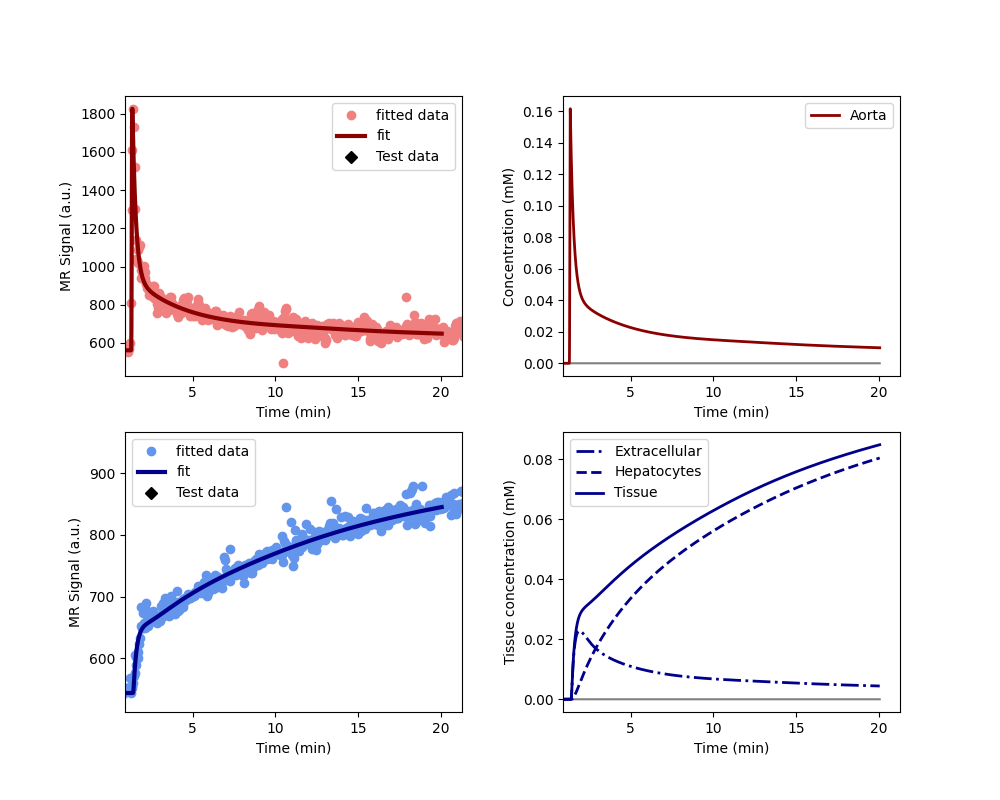 MR Signal (a.u.)
1800
1600
1400
1200
1000
800
600
fitted data
fit
Test data
5 10 15 20
Time (min)
Concentration (mM)
0.16
0.14
0.12
0.10
0.08
0.06
0.04
0.02
0.00
Aorta
5 10 15 20
Time (min)
MR Signal (a.u.)
900
800
700
600
fitted data
fit
Test data
5 10 15 20
Time (min)
Tissue concentration (mM)
0.08
0.06
0.04
0.02
0.00
Extracellular
Hepatocytes
Tissue
5 10 15 20
Time (min)